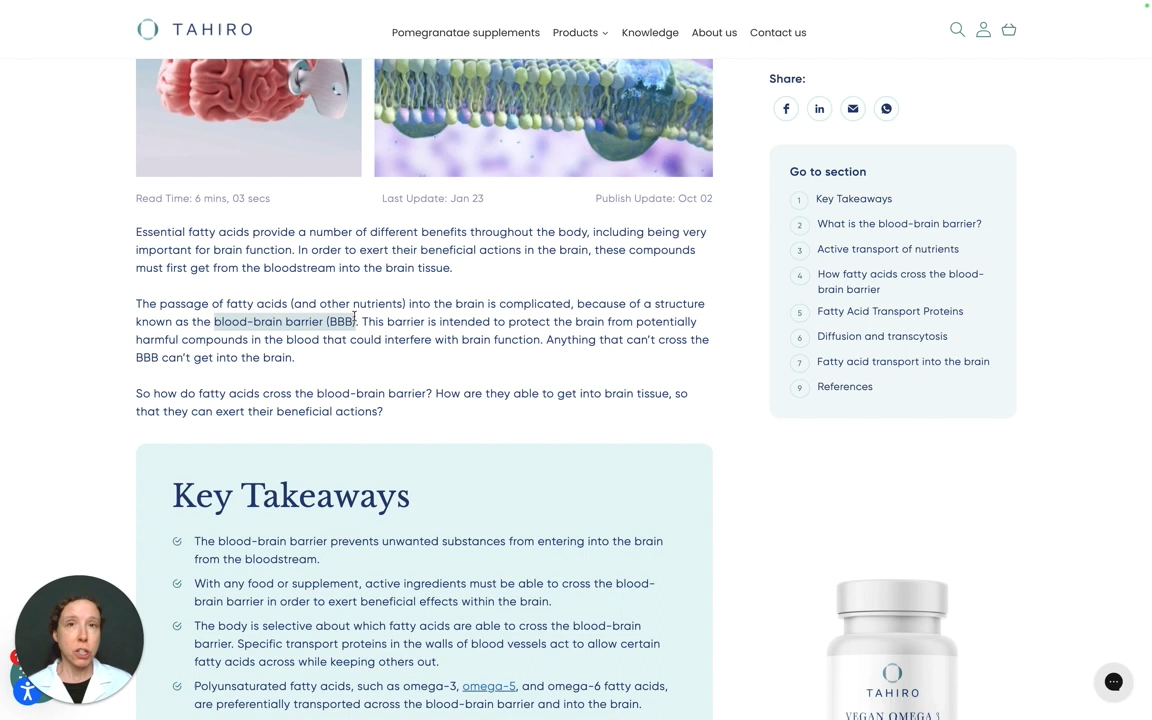 TAHIRO
Pomegranatae supplements Products Knowledge About us Contact us
Read Time: 6 mins, 03 secs Last Update: Jan 23 Publish Update: Oct 02
Essential fatty acids provide a number of different benefits throughout the body, including being very
important for brain function. In order to exert their beneficial actions in the brain, these compounds
must first get from the bloodstream into the brain tissue.
The passage of fatty acids (and other nutrients) into the brain is complicated, because of a structure
known as the blood-brain barrier (BBB). This barrier is intended to protect the brain from potentially
harmful compounds in the blood that could interfere with brain function. Anything that can't cross the
BBB can't get into the brain.
So how do fatty acids cross the blood-brain barrier? How are they able to get into brain tissue, so
that they can exert their beneficial actions?
Key Takeaways
The blood-brain barrier prevents unwanted substances from entering into the brain
from the bloodstream.
With any food or supplement, active ingredients must be able to cross the blood-
brain barrier in order to exert beneficial effects within the brain.
The body is selective about which fatty acids are able to cross the blood-brain
barrier. Specific transport proteins in the walls of blood vessels act to allow certain
fatty acids across while keeping others out.
Polyunsaturated fatty acids, such as omega-3, omega-5, and omega-6 fatty acids,
are preferentially transported across the blood-brain barrier and into the brain.
Share:
Go to section
1 Key Takeaways
2 What is the blood-brain barrier?
3 Active transport of nutrients
4 How fatty acids cross the blood-
brain barrier
5 Fatty Acid Transport Proteins
6 Diffusion and transcytosis
7 Fatty acid transport into the brain
9 References
TAHIRO
VEGAN OMEGA 3